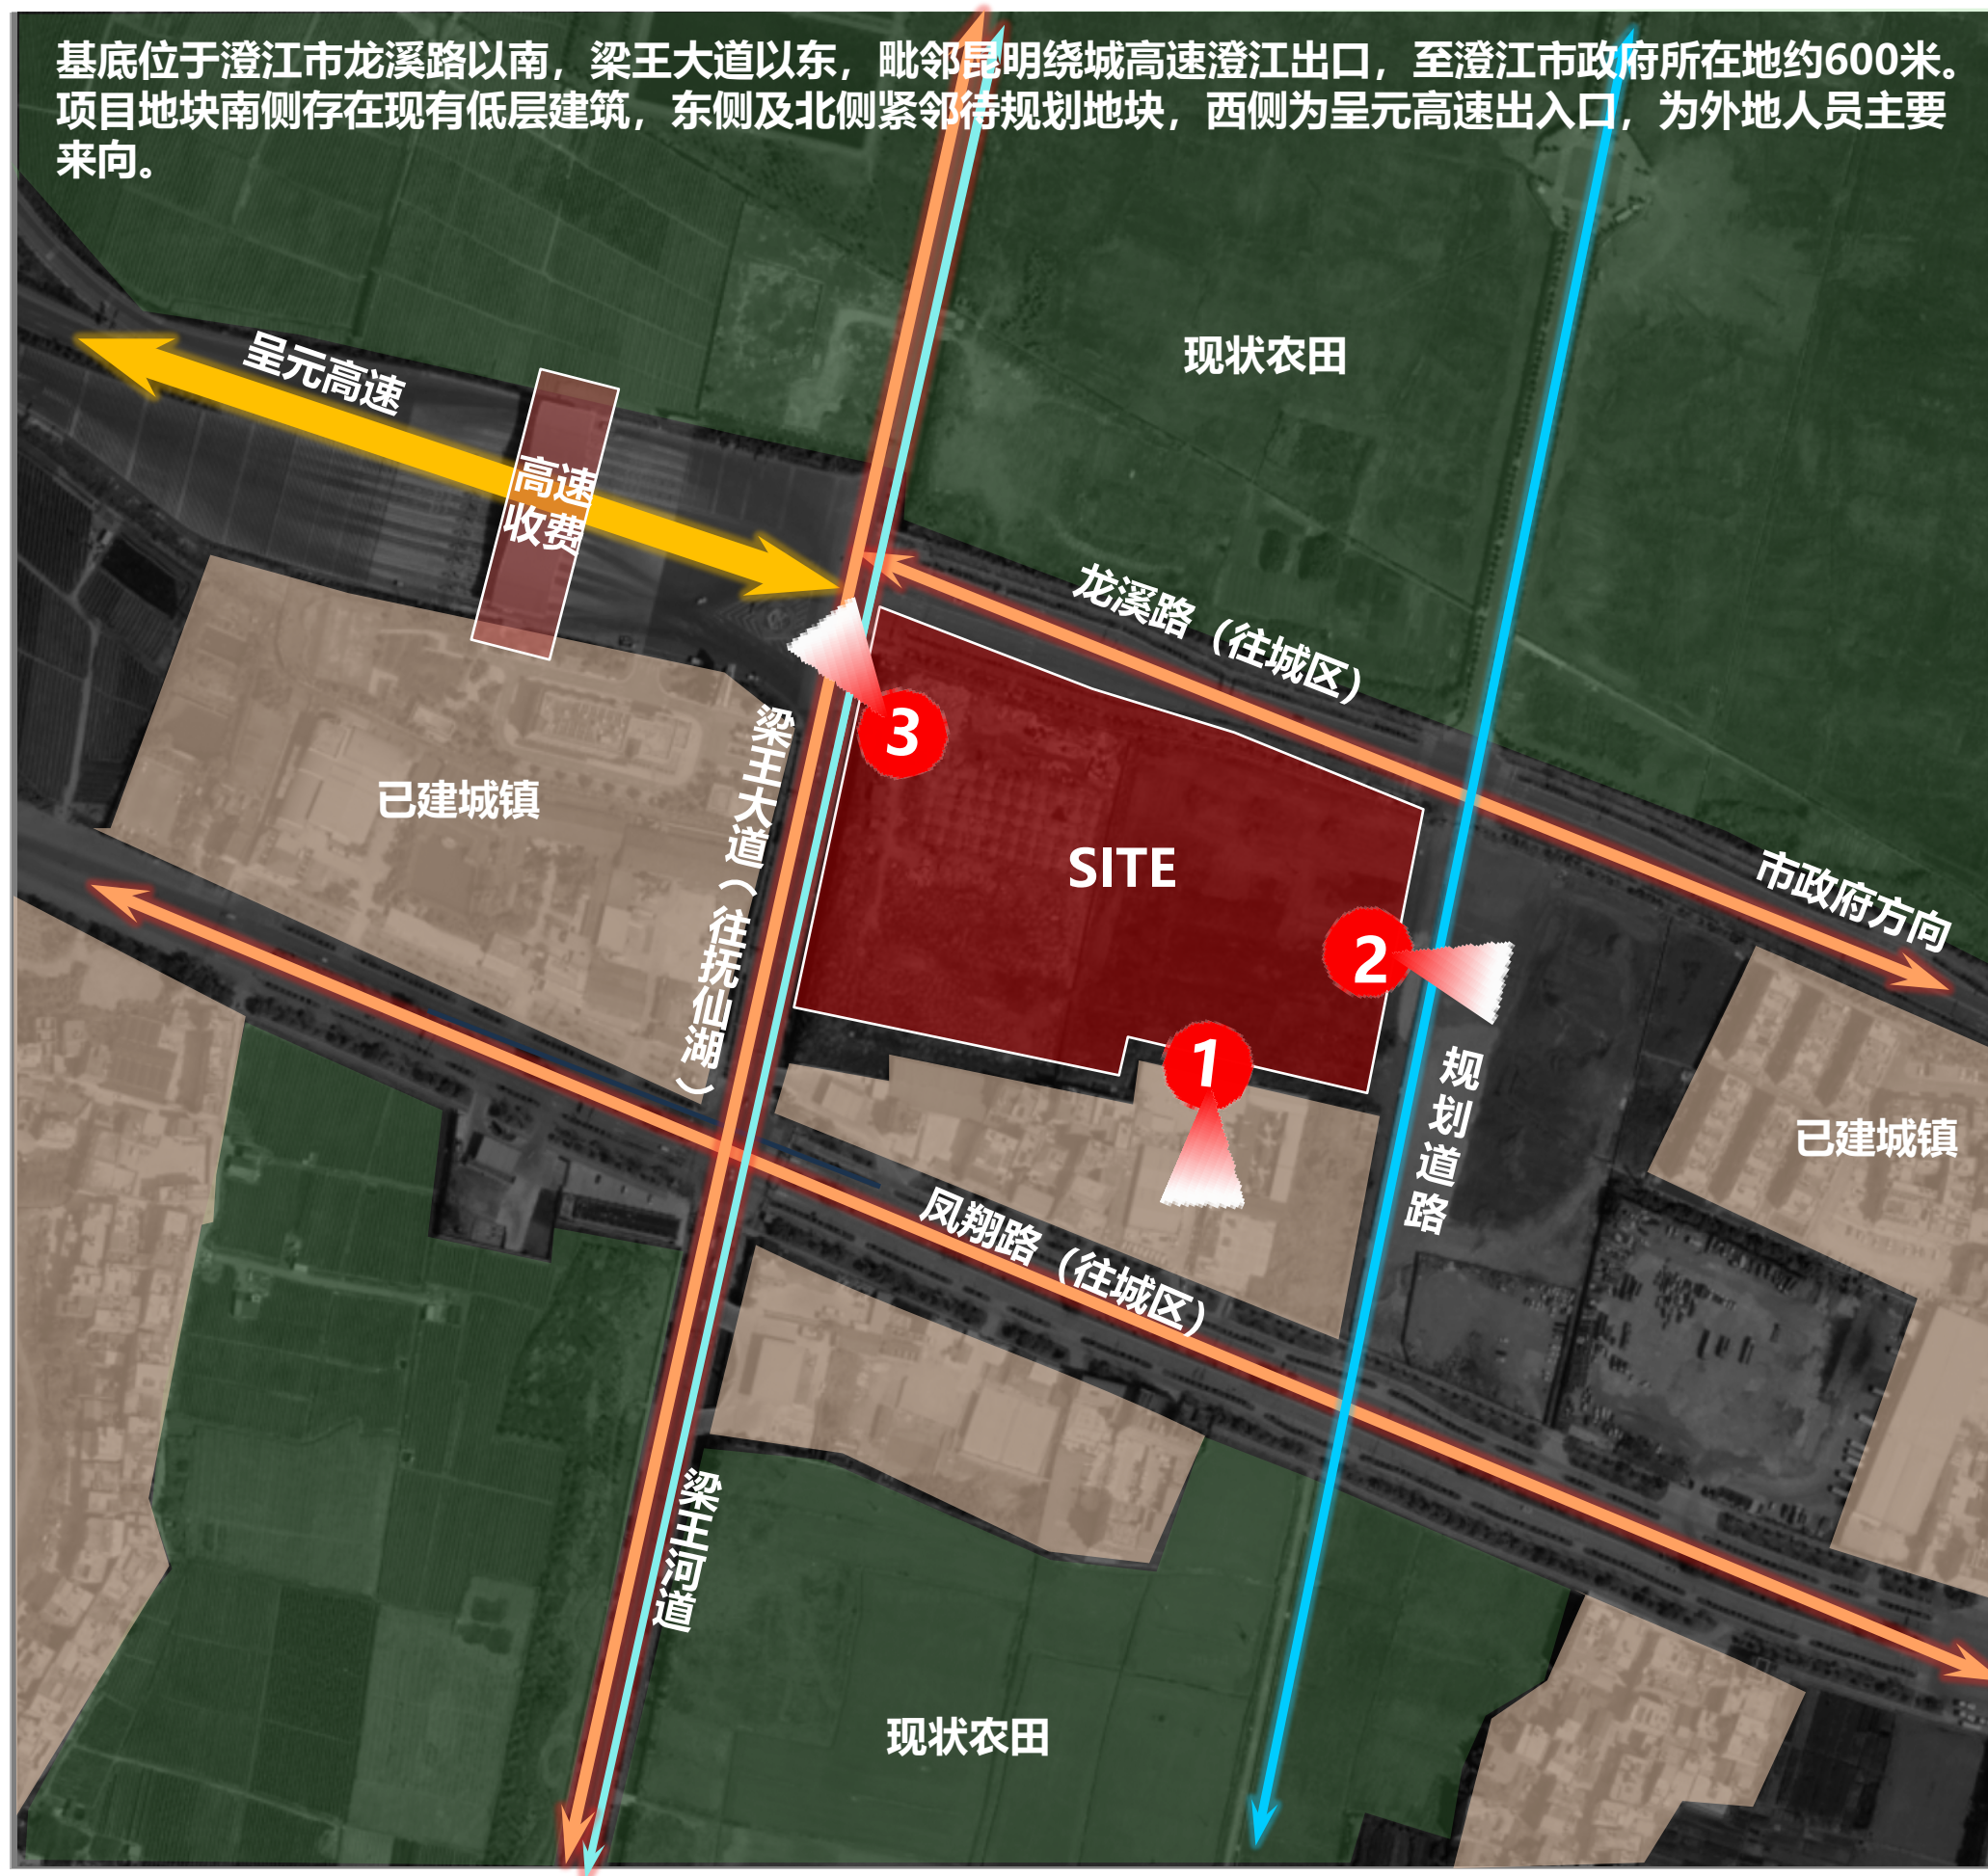 基底位于澄江市龙溪路以南，梁王大道以东，毗邻昆明绕城高速澄江出口，至澄江市政府所在地约600米。
项目地块南侧存在现有低层建筑，东侧及北侧紧邻待规划地块，西侧为呈元高速出入口，为外地人员主要
来向。
呈元高速
现状农田
高速
收费
龙溪路（往城区）
3
梁王大道（往抚仙湖）
已建城镇
SITE
市政府方向
2
1
规划道路
已建城镇
凤翔路（往城区）
梁王河道
现状农田